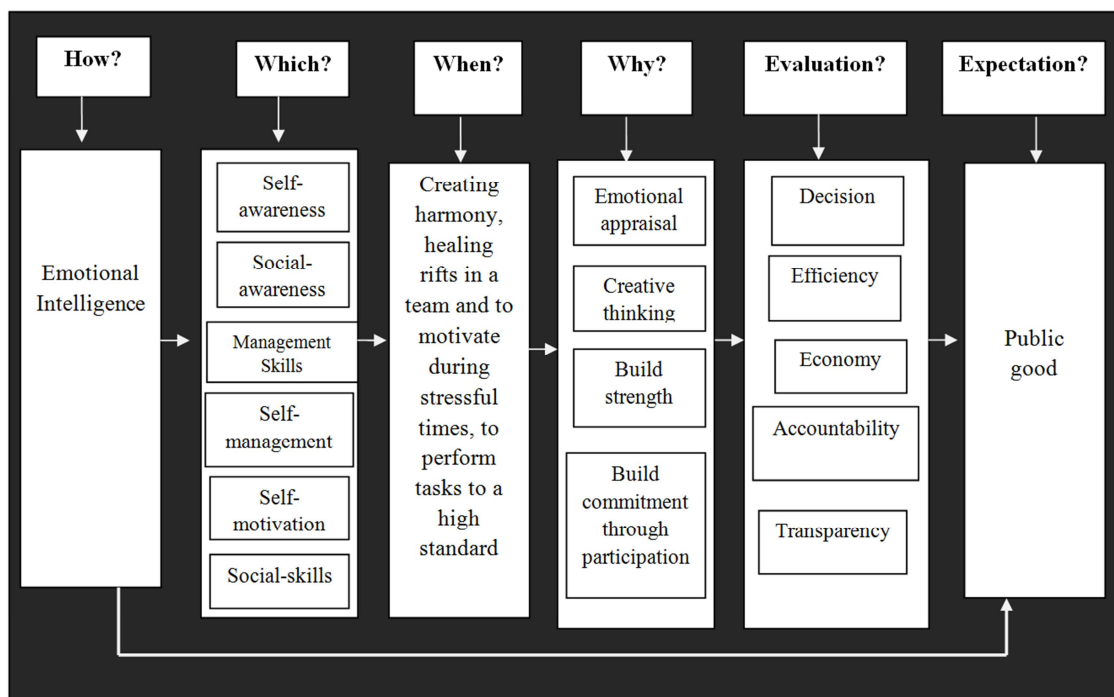 How?
Which?
When?
Why?
Evaluation?
Expectation?
Emotional
Intelligence
Self-
awareness
Social-
awareness
Management
Skills
Self-
management
Self-
motivation
Social-skills
Creating
harmony,
healing
rifts in a
team and to
motivate
during
stressful
times, to
perform
tasks to a
high
standard
Emotional
appraisal
Creative
thinking
Build
strength
Build
commitment
through
participation
Decision
Efficiency
Economy
Accountability
Transparency
Public
good